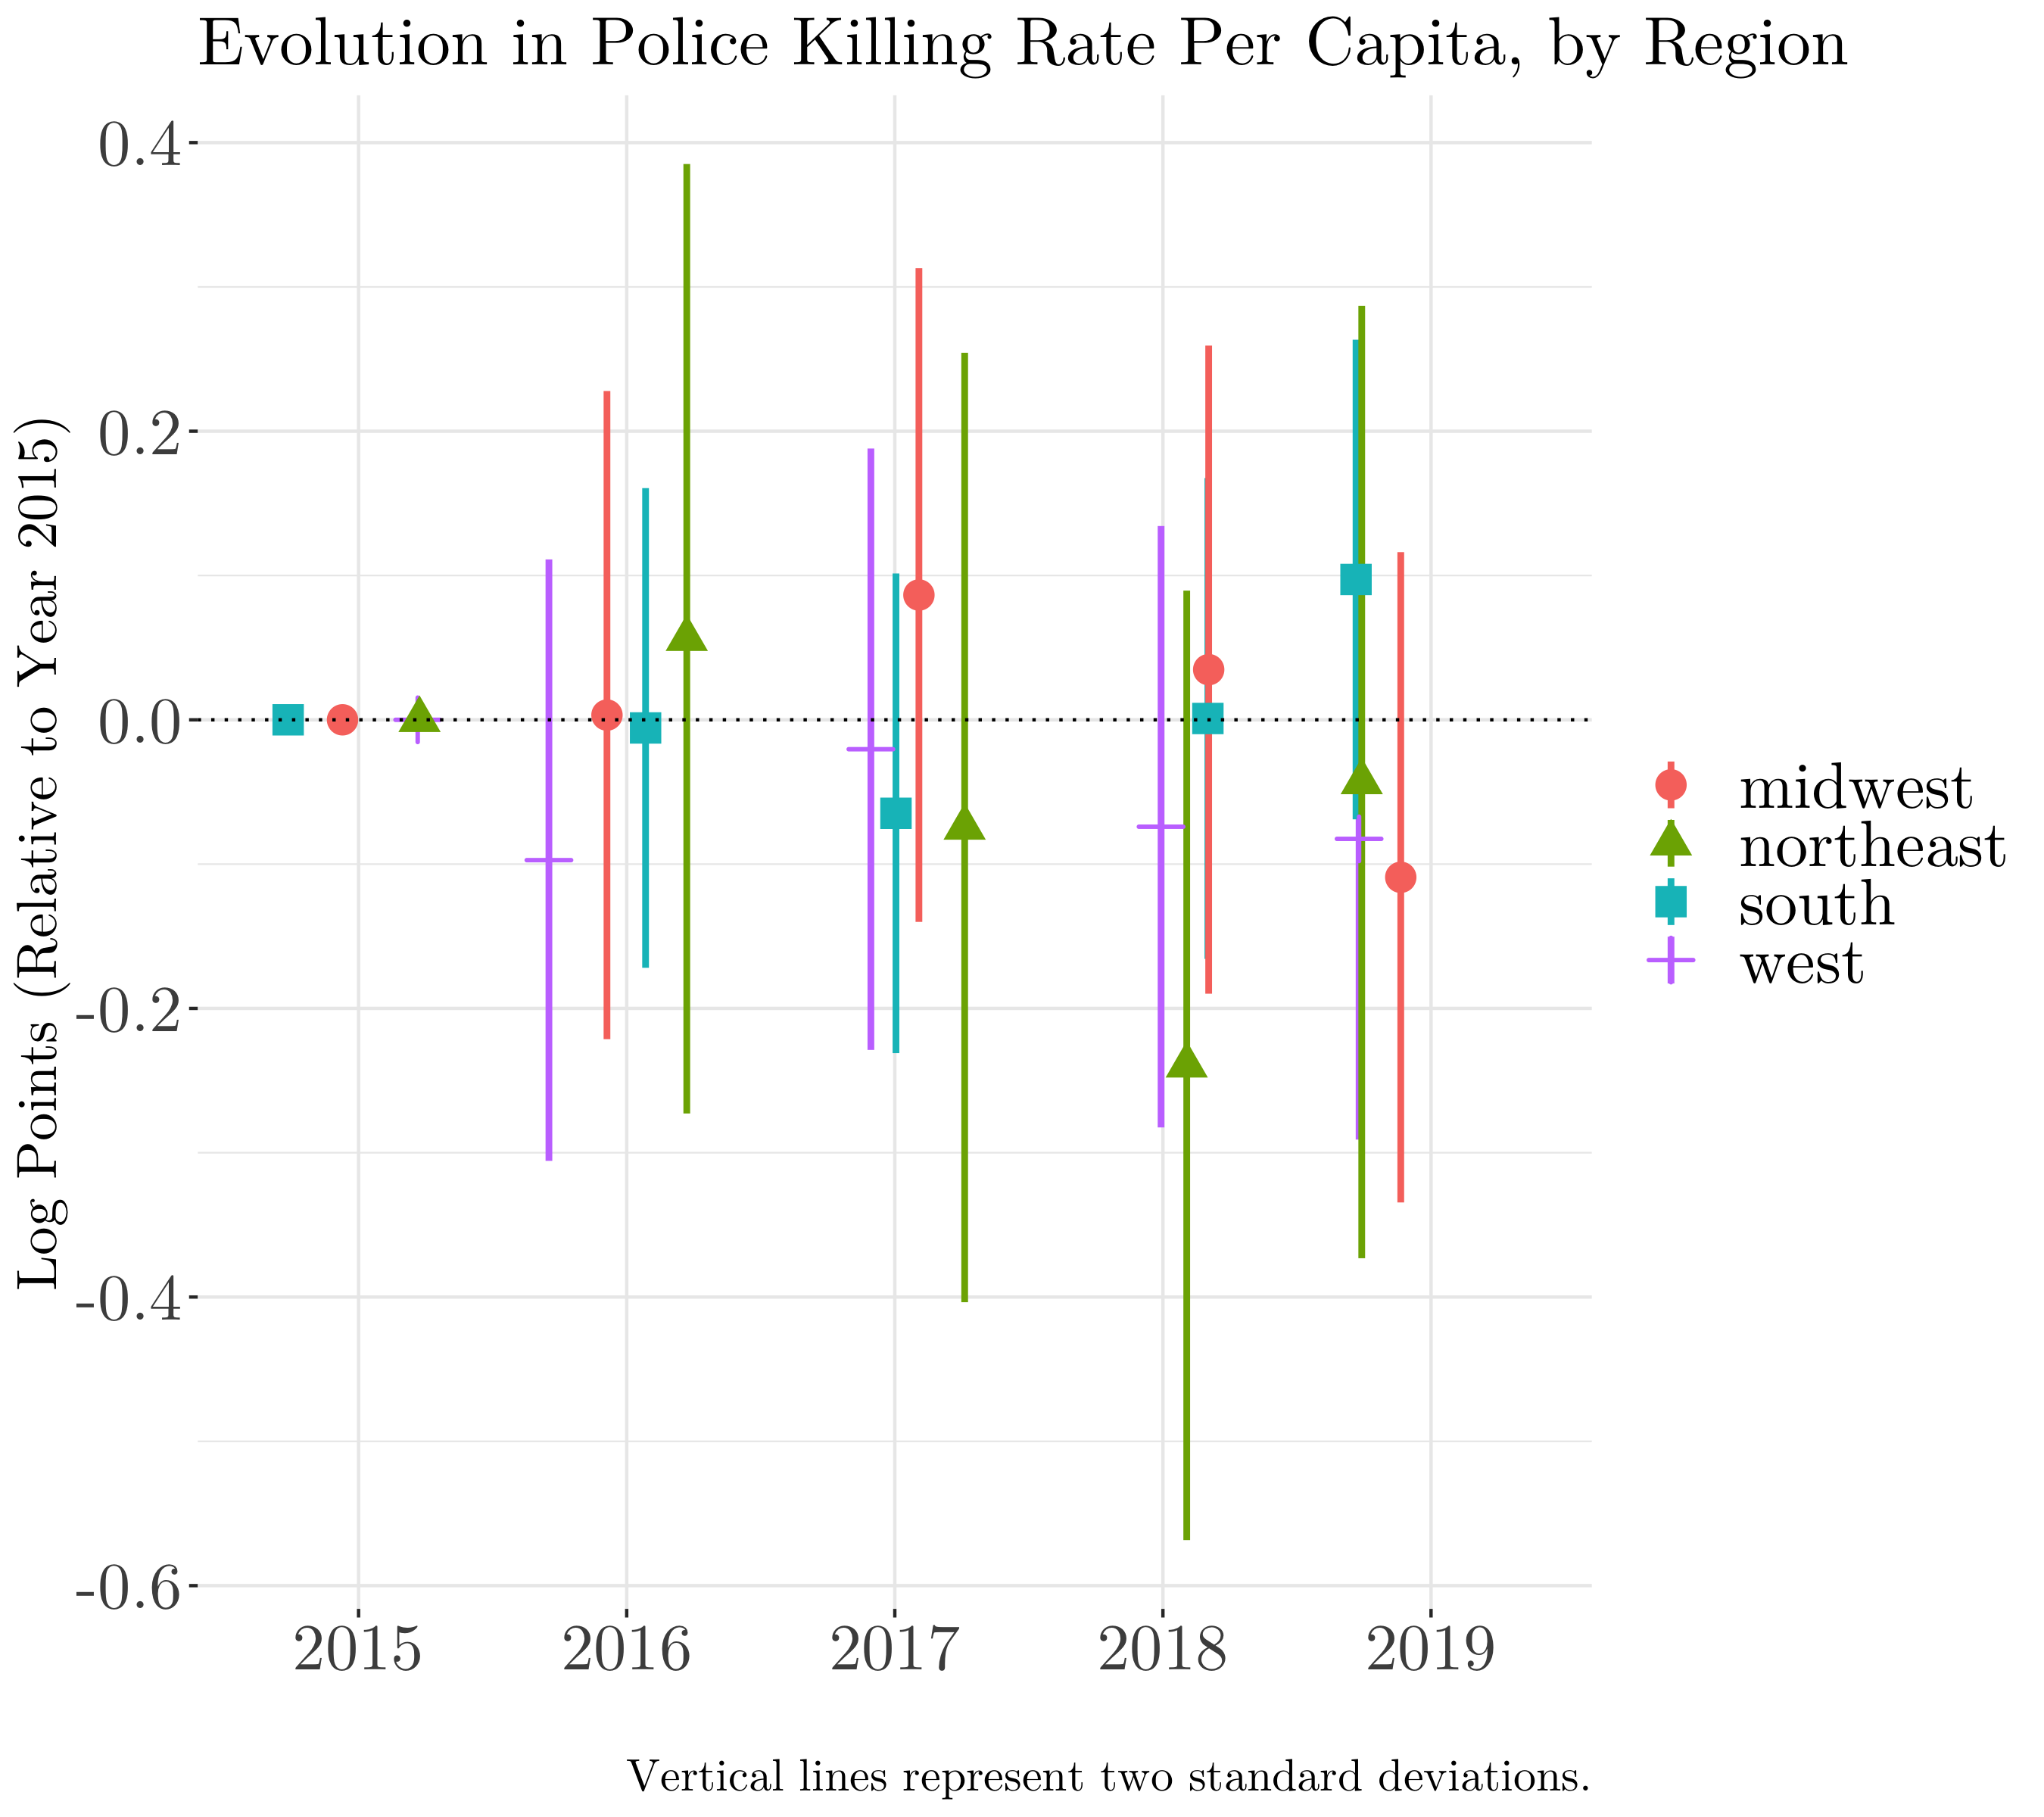 Evolution in Police Killing Rate Per Capita, by Region
Log Points (Relative to Year 2015)
0.4
0.2
0.0
-0.2
-0.4
-0.6
2015 2016 2017 2018 2019
midwest
northeast
south
west
Vertical lines represent two standard deviations.